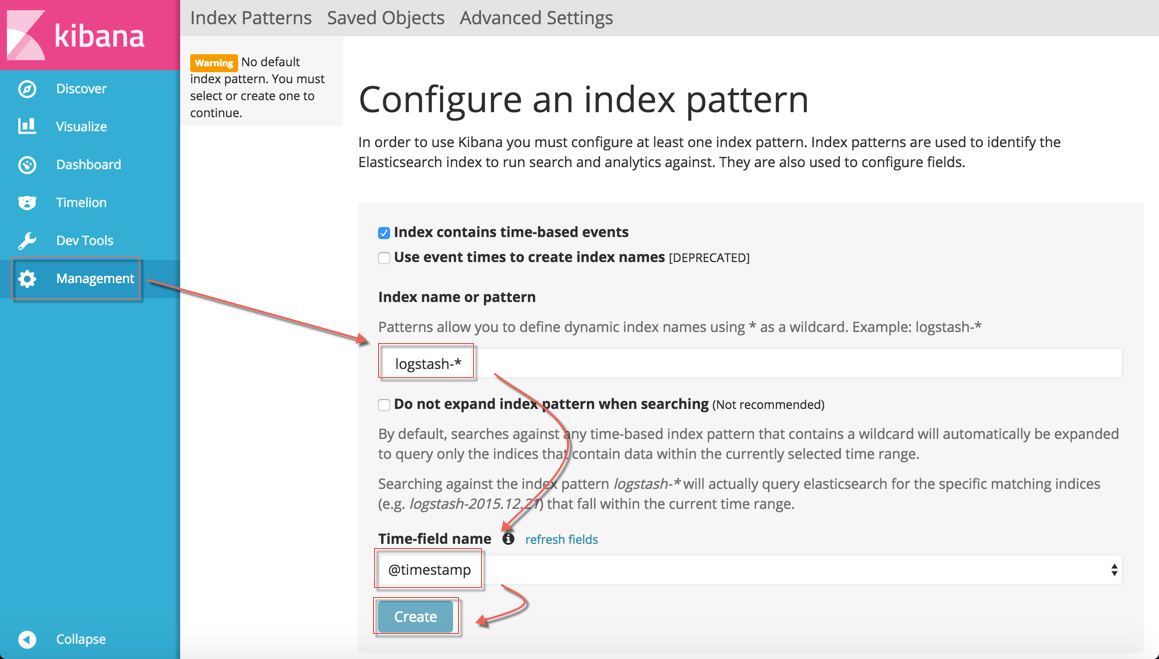 kibana
Discover
Visualize
Dashboard
Timelion
Dev Tools
Management
Collapse
Index Patterns Saved Objects Advanced Settings
Warning No default
index pattern. You must
select or create one to
continue.
Configure an index pattern
In order to use Kibana you must configure at least one index pattern. Index patterns are used to identify the
Elasticsearch index to run search and analytics against. They are also used to configure fields.
Index contains time-based events
Use event times to create index names [DEPRECATED]
Index name or pattern
Patterns allow you to define dynamic index names using * as a wildcard. Example: logstash-*
logstash-*
Do not expand index pattern when searching (Not recommended)
By default, searches against any time-based index pattern that contains a wildcard will automatically be expanded
to query only the indices that contain data within the currently selected time range.
Searching against the index pattern logstash-* will actually query elasticsearch for the specific matching indices
(e.g. logstash-2015.12.21) that fall within the current time range.
Time-field name refresh fields
@timestamp
Create